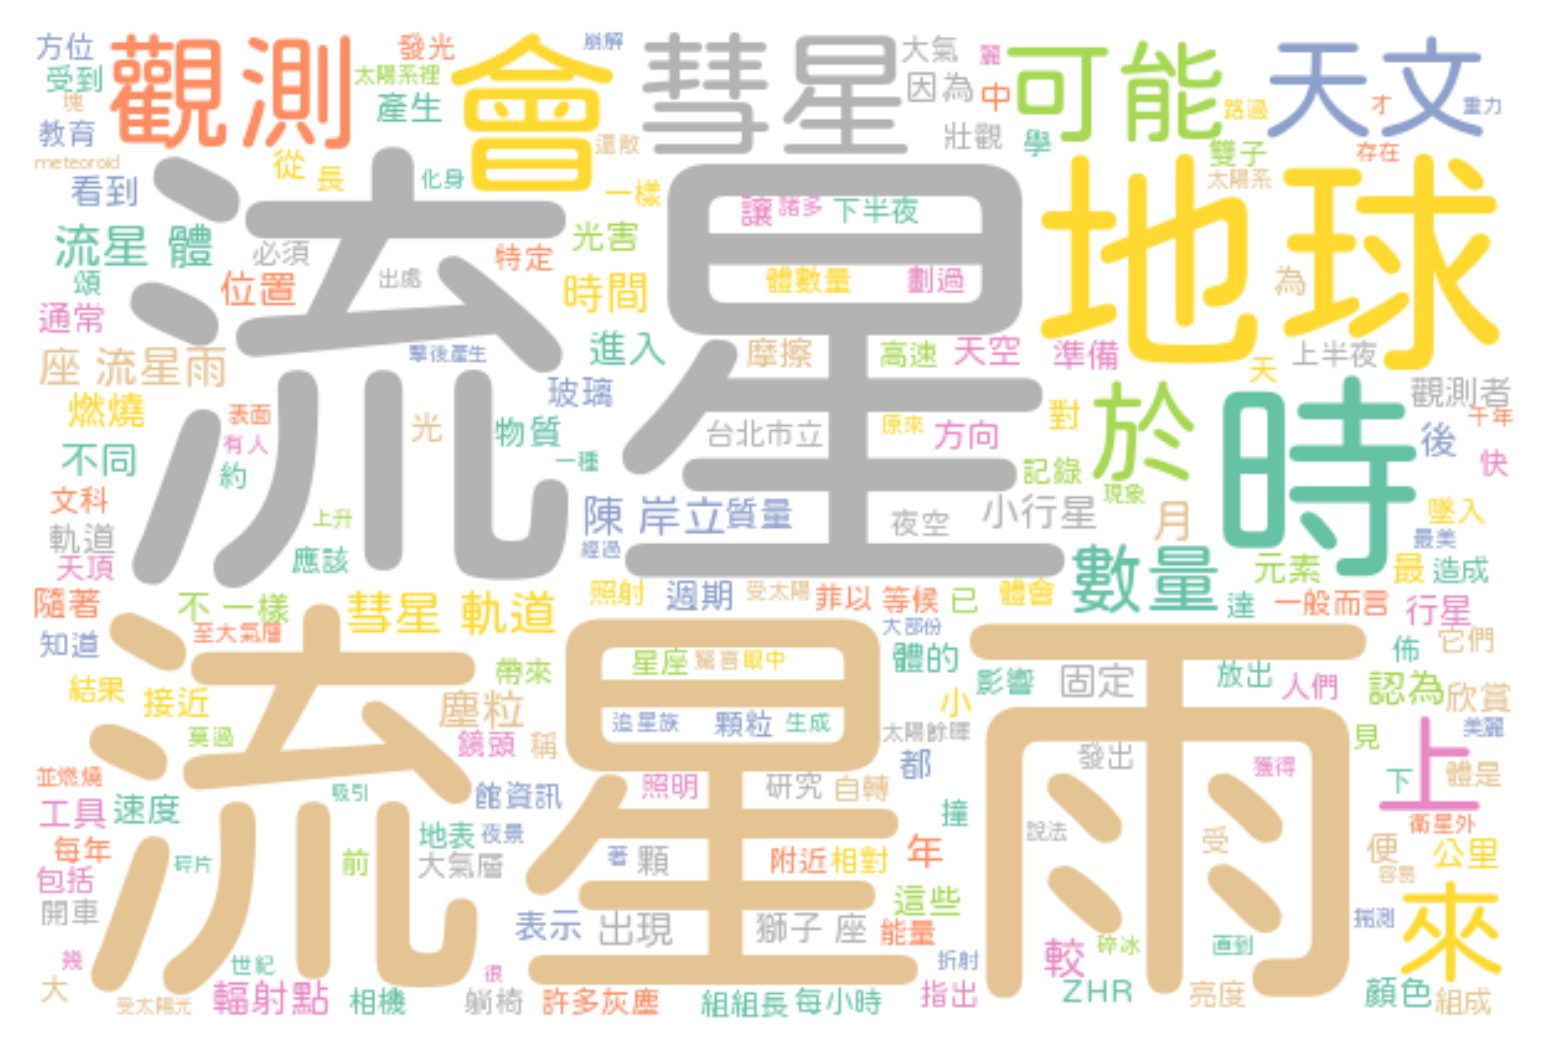 方位
觀測
發光
會
崩解
彗星
大氣
麗
可能
天文
受到
太陽系裡
產生
因為
中
路過
才
重力
塊
教育
還敵
壯觀
學
雙子
存在
meteoroid
從
長
化身
一樣
太陽系
看到
流星
讓
諸多
下半夜
地球
流星 體
必須
特定
光害
頌
位置
出處
時間
體數量
劃過
為
通常
座 流星雨
擊後產生
進入
摩擦
高速
天空
準備
上半夜
天
燃燒
表面
玻璃
觀測者
千年
有人
光
物質
台北市立
原來
方向
對
於
時
後
不同
約
一種
記錄
快
文科
現象
軌道
上升
陳 岸立
質量
夜空
小行星
月
墜入
最美
天頂
應該
經過
數量
元素
最
造成
隨著
不 一樣
彗星 軌道
照射
週期
受太陽
菲以
等候
已
體會
達
一般而言
行星
知道
至大氣層
流星雨
大部份
星座
驚喜
眼中
體的
影響
固定
放出
人們
佈
它們
認為
欣賞
結果
接近
帶來
塵粒
小
莫過
鏡頭
稱
追星族
顆粒
生成
太陽餘暉
見
上
美麗
並燃燒
吸引
館資訊
照明
研究
自轉
都
發出
獲得
下
體是
工具
速度
地表
夜景
撞
說法
受
衛星外
每年
碎片
前
大氣層
著
顆
附近
相對
年
便
公里
容易
包括
開車
表示
出現
獅子 座
這些
能量
揣測
來
幾
世紀
很
折射
較
碎冰
直到
大
受太陽光
輻射點
相機
躺椅
許多灰塵
組組長
每小時
指出
ZHR
亮度
顏色
組成